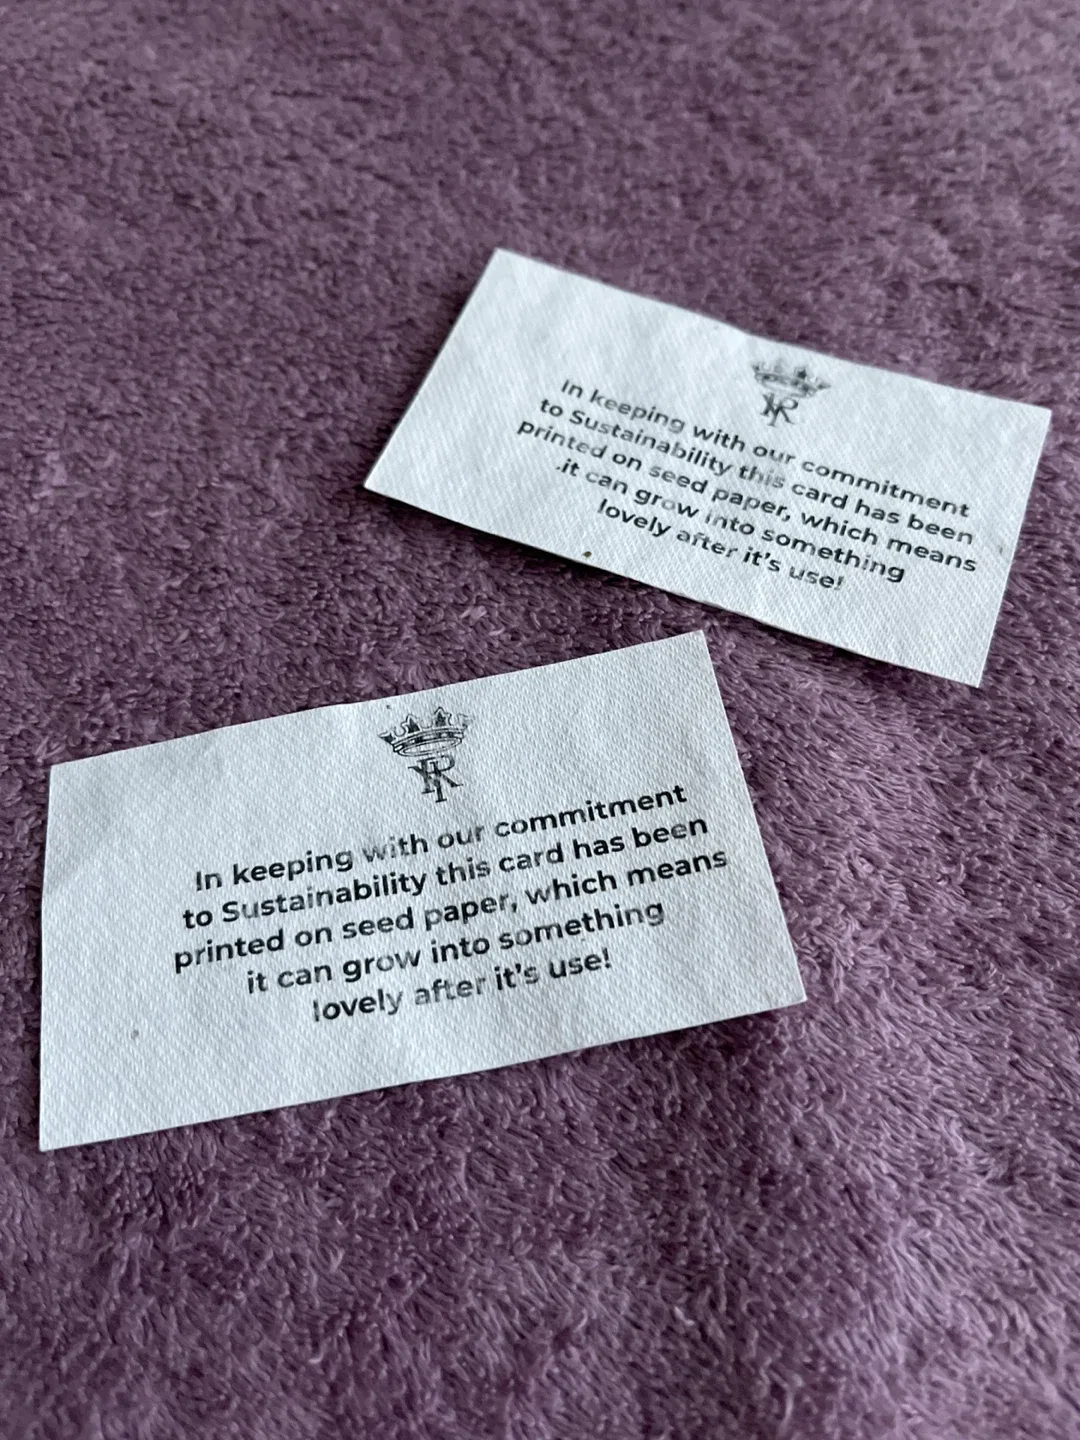 In keeping with our commitment
to Sustainability this card has been
printed on seed paper, which means
it can grow into something
lovely after it's use!
In keeping with our commitment
to Sustainability this card has been
printed on seed paper, which means
it can grow into something
lovely after it's use!